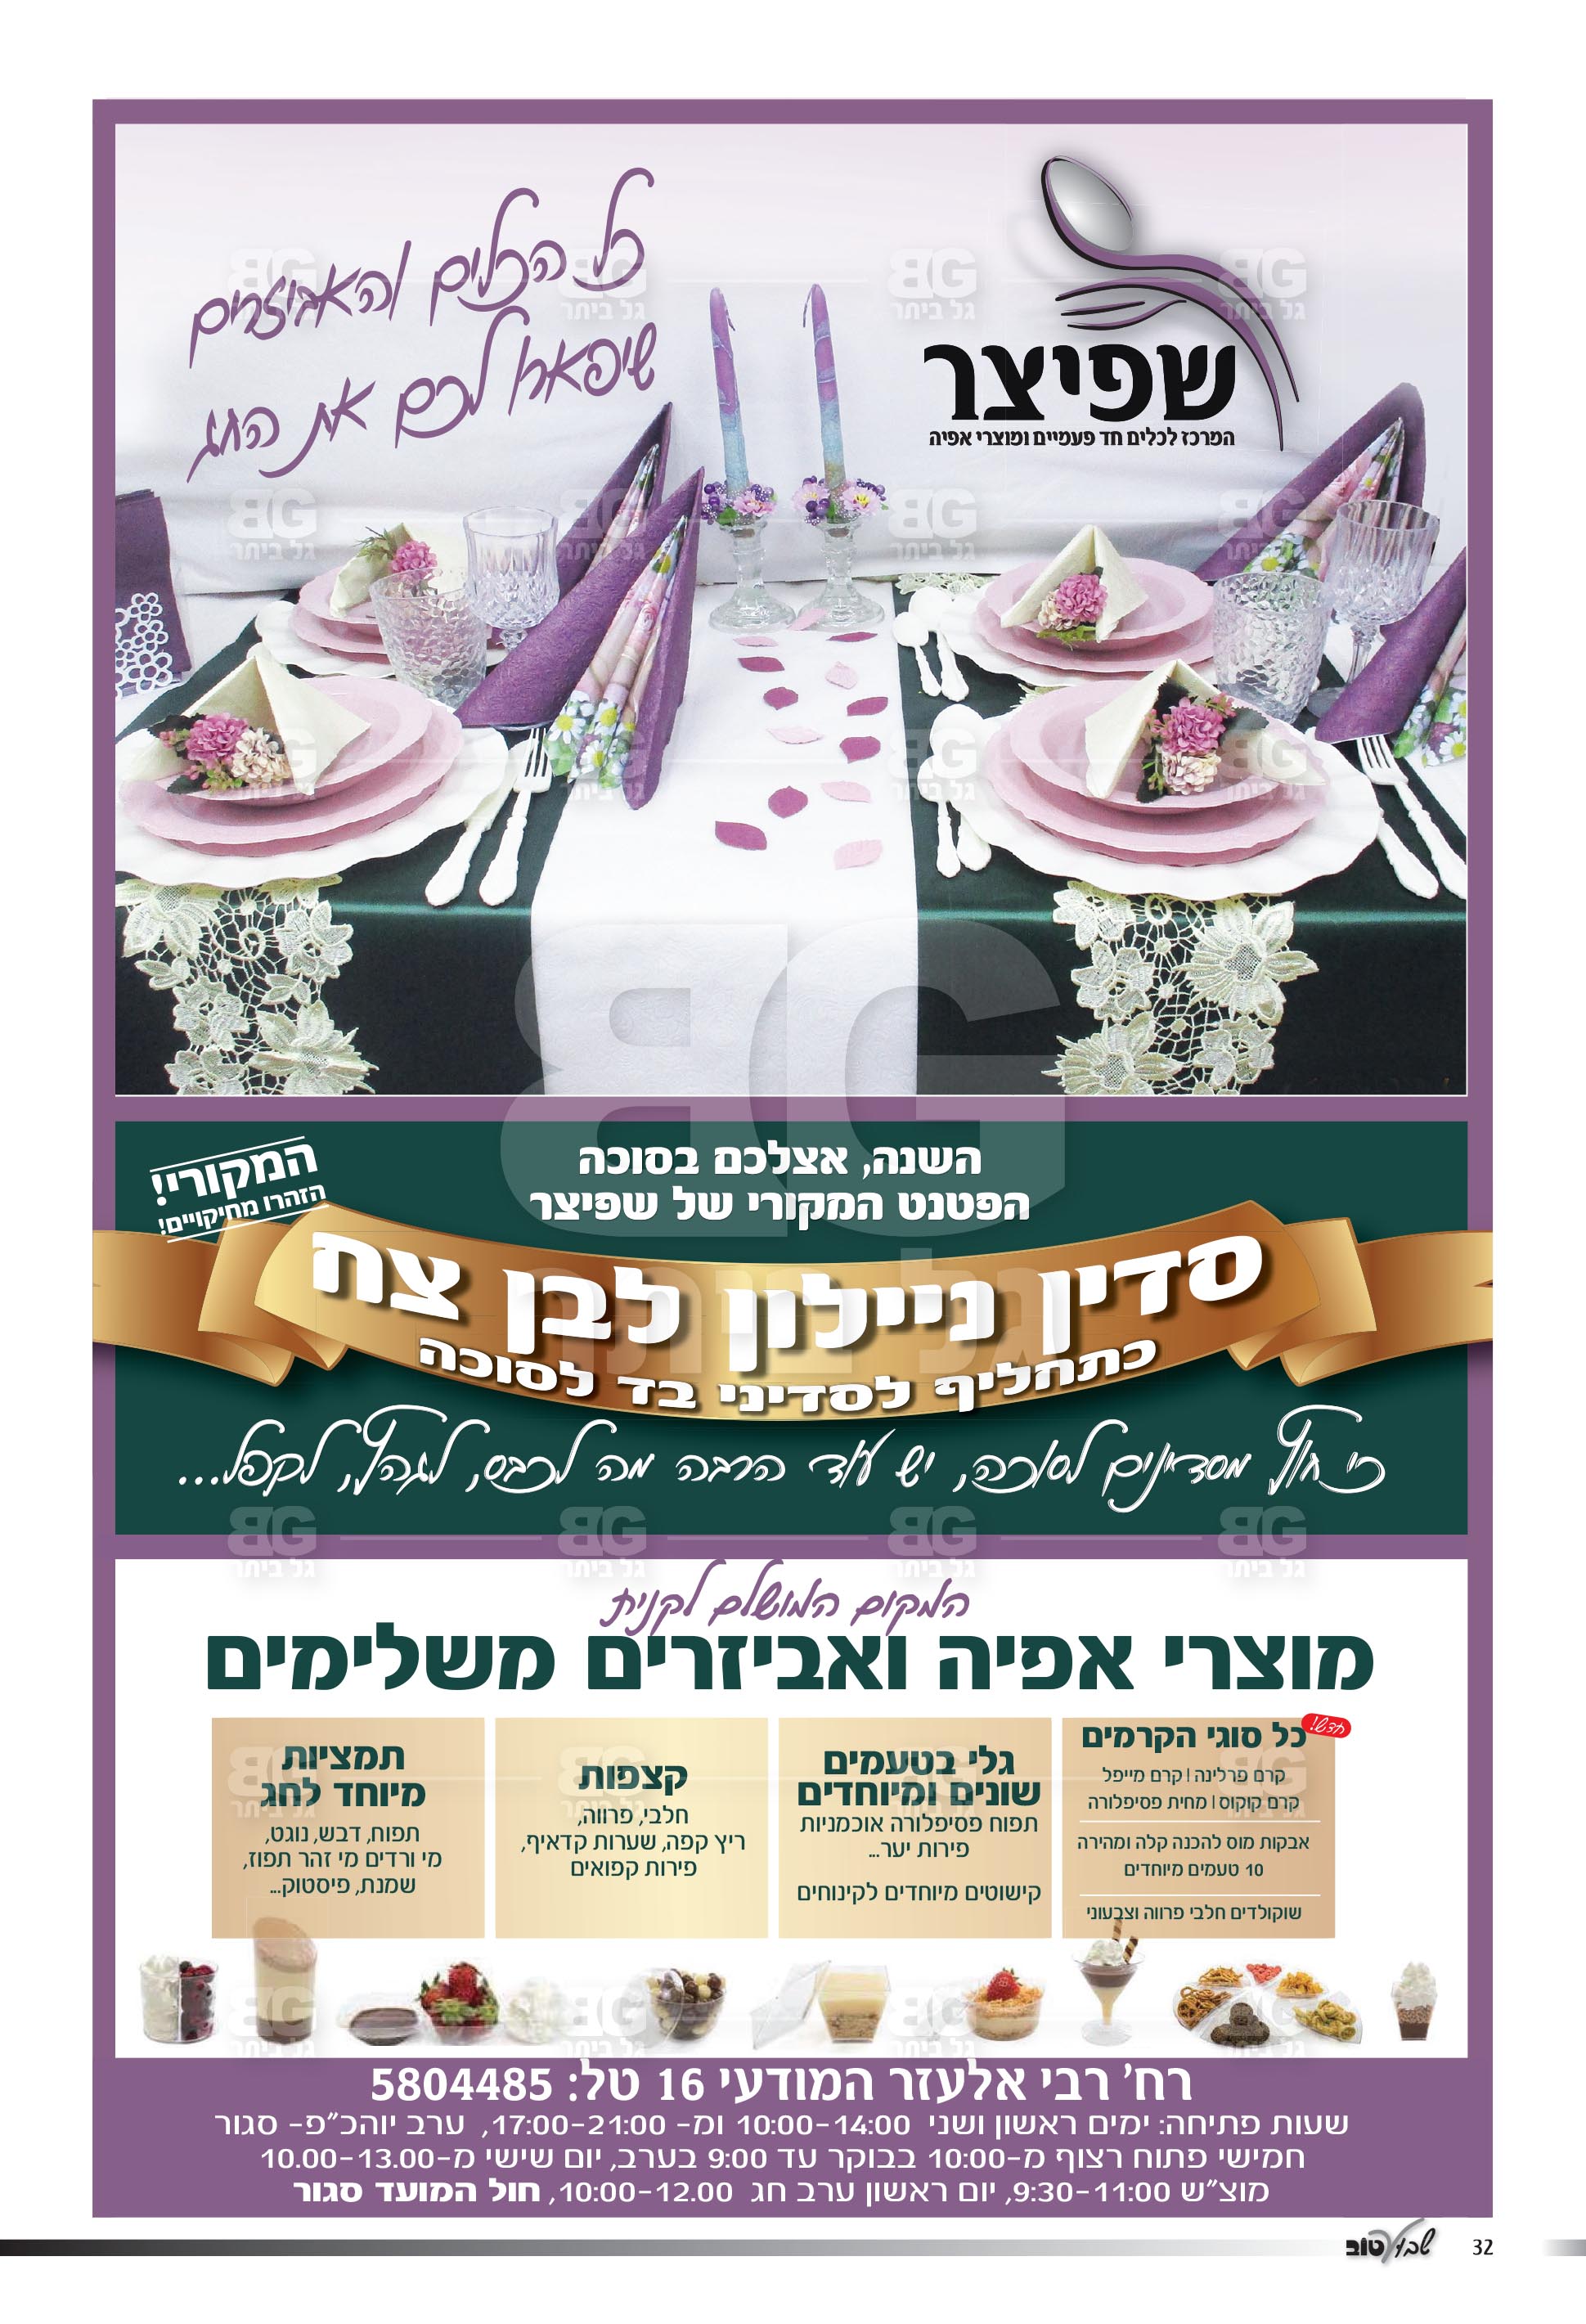 כל הכלים והאביזרים
שיפארו לכם את החג
שפיצר
המרכז לכלים חד פעמיים ומוצרי אפיה
המקורי!
הזהרו מחיקויים!
השנה, אצלכם בסוכה
הפטנט המקורי של שפיצר
סדין ניילון לבן צח
כתחליף לסדיני בד לסוכה
כי חוץ מסדינים לסוכה, יש עוד הרבה מה לכבס, לגהץ, לקפל...
המקום המושלם לקנית
מוצרי אפיה ואביזרים משלימים
חדש!
כל סוגי הקרמים
קרם פרלינה | קרם מייפל
קרם קוקוס | מחית פסיפלורה
אבקות מוס להכנה קלה ומהירה
10 טעמים מיוחדים
שוקולדים חלבי פרווה וצבעוני
גלי בטעמים
שונים ומיוחדים
תפוח פסיפלורה אוכמניות
פירות יער...
קישוטים מיוחדים לקינוחים
קצפות
חלבי, פרווה,
ריץ קפה, שערות קדאיף,
פירות קפואים
תמציות
מיוחד לחג
תפוח, דבש, נוגט,
מי ורדים מי זהר תפוז,
שמנת, פיסטוק...
רח' רבי אלעזר המודעי 16 טל: 5804485
שעות פתיחה: ימים ראשון ושני 10:00-14:00 ומ- 17:00-21:00, ערב יוהכ"פ- סגור
חמישי פתוח רצוף מ-10:00 בבוקר עד 9:00 בערב, יום שישי מ-10.00-13.00
מוצ"ש 9:30-11:00, יום ראשון ערב חג 10:00-12.00, חול המועד סגור
שבוע טוב
32
BG
גל ביתר